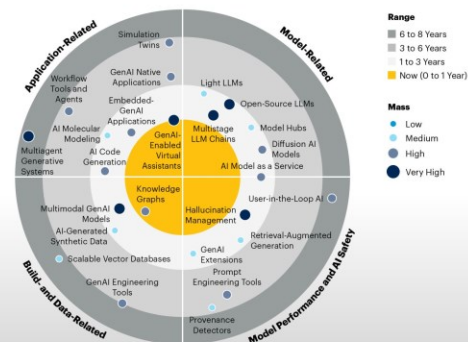 Application-Related
Model-Related
Build- and Data-Related
Model Performance and AI Safety
Simulation
Twins
GenAI Native
Applications
Workflow
Tools and
Agents
Embedded-
GenAI
Applications
AI Molecular
Modeling
Multiagent
Generative
Systems
AI Code
Generation
GenAI-
Enabled
Virtual
Assistants
Light LLMs
Open-Source LLMs
Multistage
LLM Chains
Model Hubs
Diffusion AI
Models
AI Model as a Service
Knowledge
Graphs
Multimodal GenAI
Models
AI-Generated
Synthetic Data
Scalable Vector Databases
GenAI Engineering
Tools
User-in-the-Loop AI
Hallucination
Management
Retrieval-Augmented
Generation
GenAI
Extensions
Prompt
Engineering Tools
Provenance
Detectors
Range
6 to 8 Years
3 to 6 Years
1 to 3 Years
Now (0 to 1 Year)
Mass
Low
Medium
High
Very High